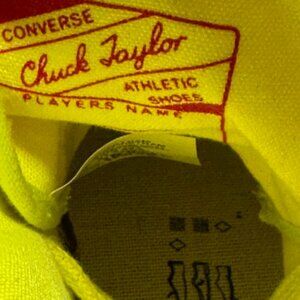 CONVERSE
Chuck Taylor
ATHLETIC
SHOES
PLAYERS NAME